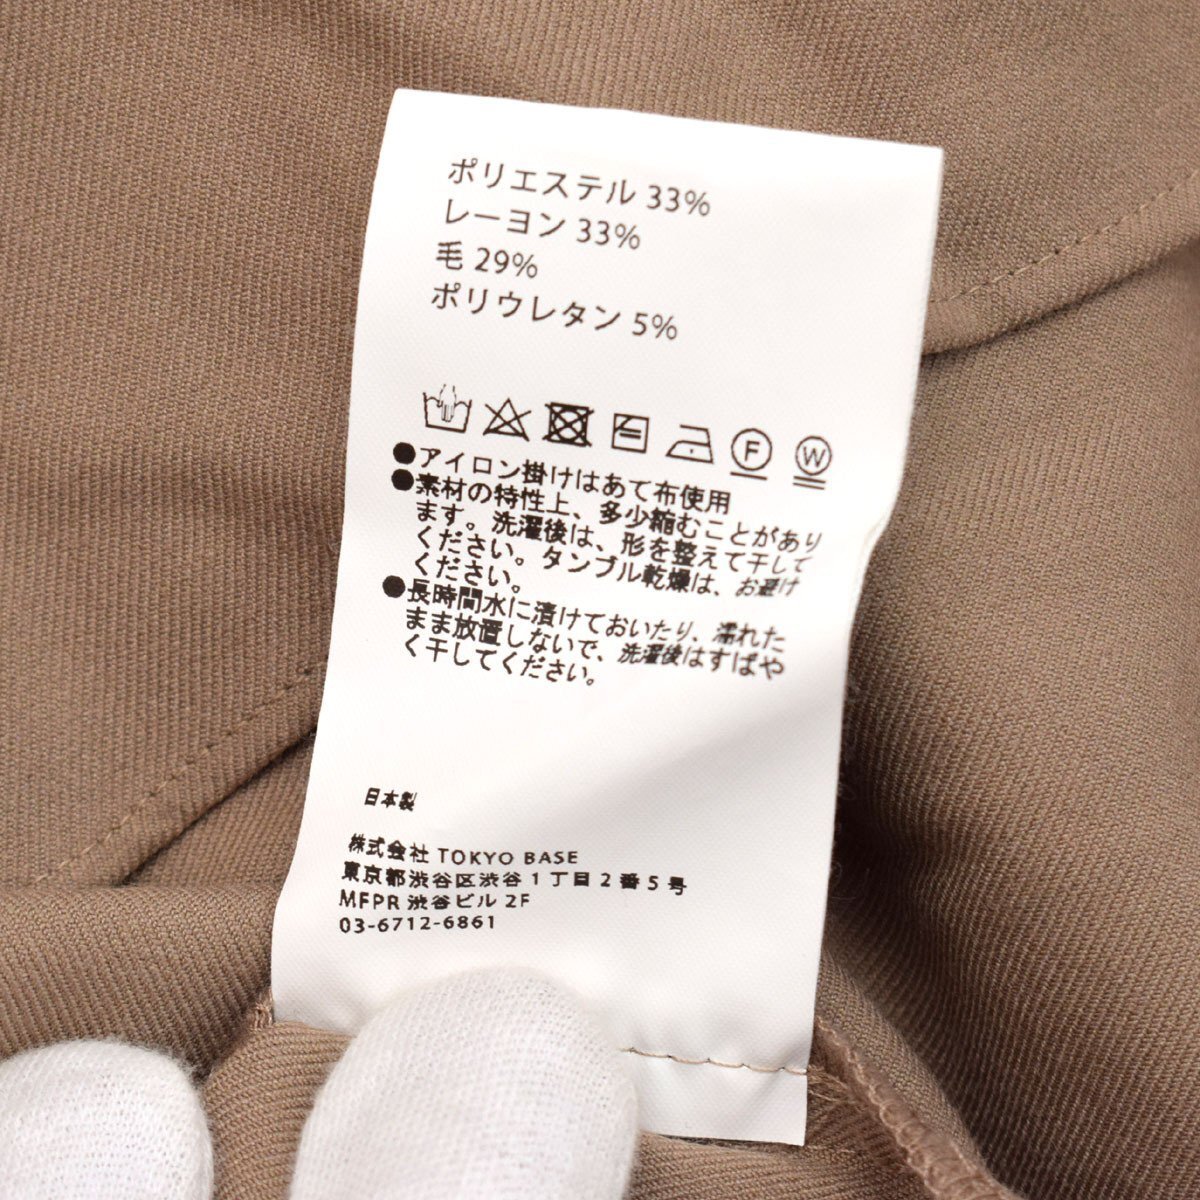 ポリエステル 33%
レーヨン 33%
毛 29%
ポリウレタン 5%
F W
●アイロン掛けはあて布使用
●素材の特性上、多少縮むことがあり
ます。洗濯後は、形を整えて干して
ください。タンブル乾燥は、お避け
ください。
●長時間水に漬けておいたり、濡れた
まま放置しないで、洗濯後はすばや
く干してください。
日本製
株式会社 TOKYO BASE
東京都渋谷区渋谷1丁目2番5号
MFPR 渋谷ビル 2F
03-6712-6861